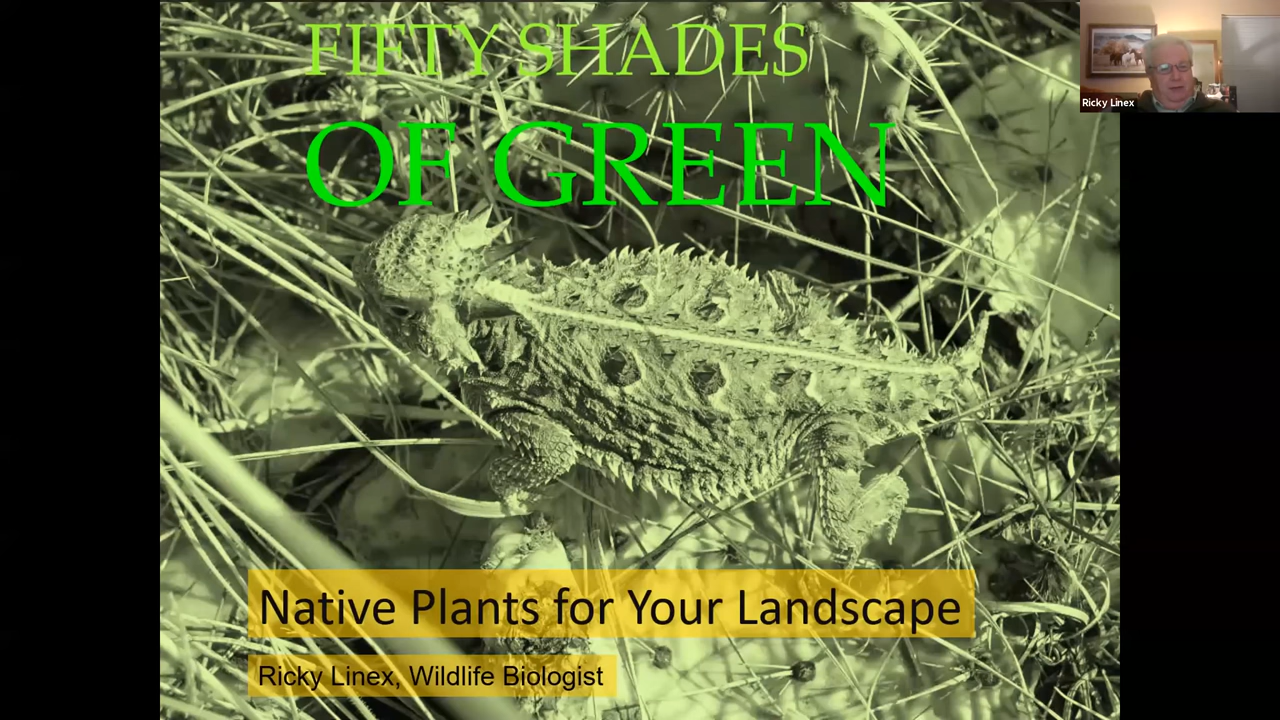 FIFTY SHADES
OF GREEN
Ricky Linex
Native Plants for Your Landscape
Ricky Linex, Wildlife Biologist